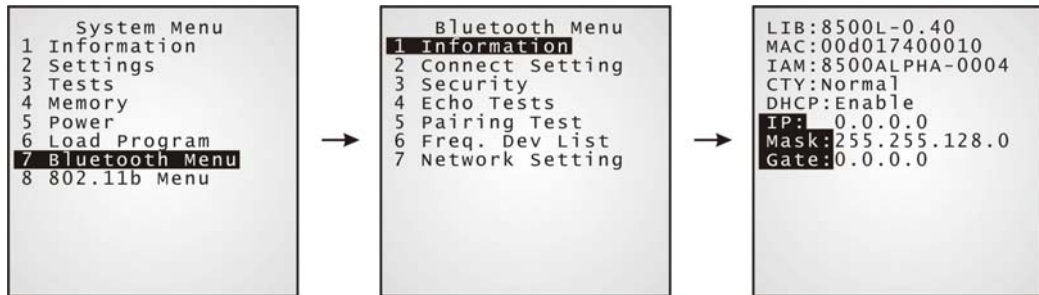 System Menu
1 Information
2 Settings
3 Tests
4 Memory
5 Power
6 Load Program
7 Bluetooth Menu
8 802.11b Menu
Bluetooth Menu
1 Information
2 Connect Setting
3 Security
4 Echo Tests
5 Pairing Test
6 Freq. Dev List
7 Network Setting
LIB:8500L-0.40
MAC:00d017400010
IAM:8500ALPHA-0004
CTY:Normal
DHCP:Enable
IP: 0.0.0.0
Mask:255.255.128.0
Gate:0.0.0.0